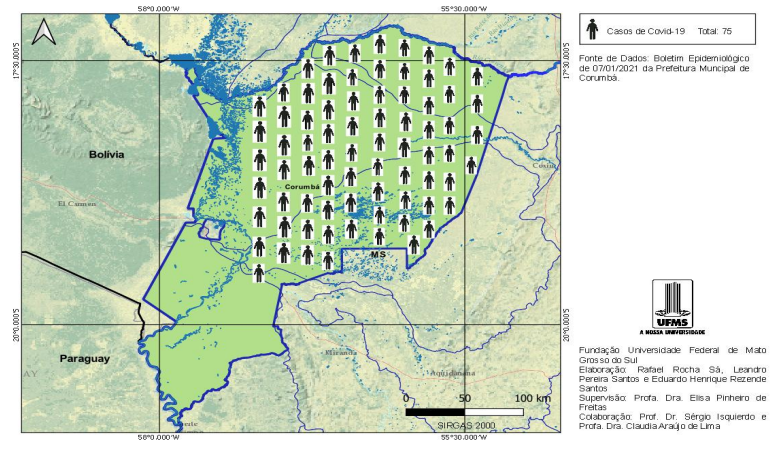 58°0.000'W
55°30.000'W
17°30.000'S
17°30.000'S
Bolívia
El Carmen
Corumbá
Coxim
MS
20°0.000'S
20°0.000'S
Paraguay
AY
Miranda
Aquidauana
0 50 100 km
SIRGAS 2000
58°0.000'W
55°30.000'W
Casos de Covid-19 Total: 75
Fonte de Dados: Boletim Epidemiológico
de 07/01/2021 da Prefeitura Muncipal de
Corumbá.
UFMS
A NOSSA UNIVERSIDADE
Fundação Universidade Federal de Mato
Grosso do Sul
Elaboração: Rafael Rocha Sá, Leandro
Pereira Santos e Eduardo Henrique Rezende
Santos
Supervisão: Profa. Dra. Elisa Pinheiro de
Freitas
Colaboração: Prof. Dr. Sérgio Isquierdo e
Profa. Dra. Claudia Araújo de Lima